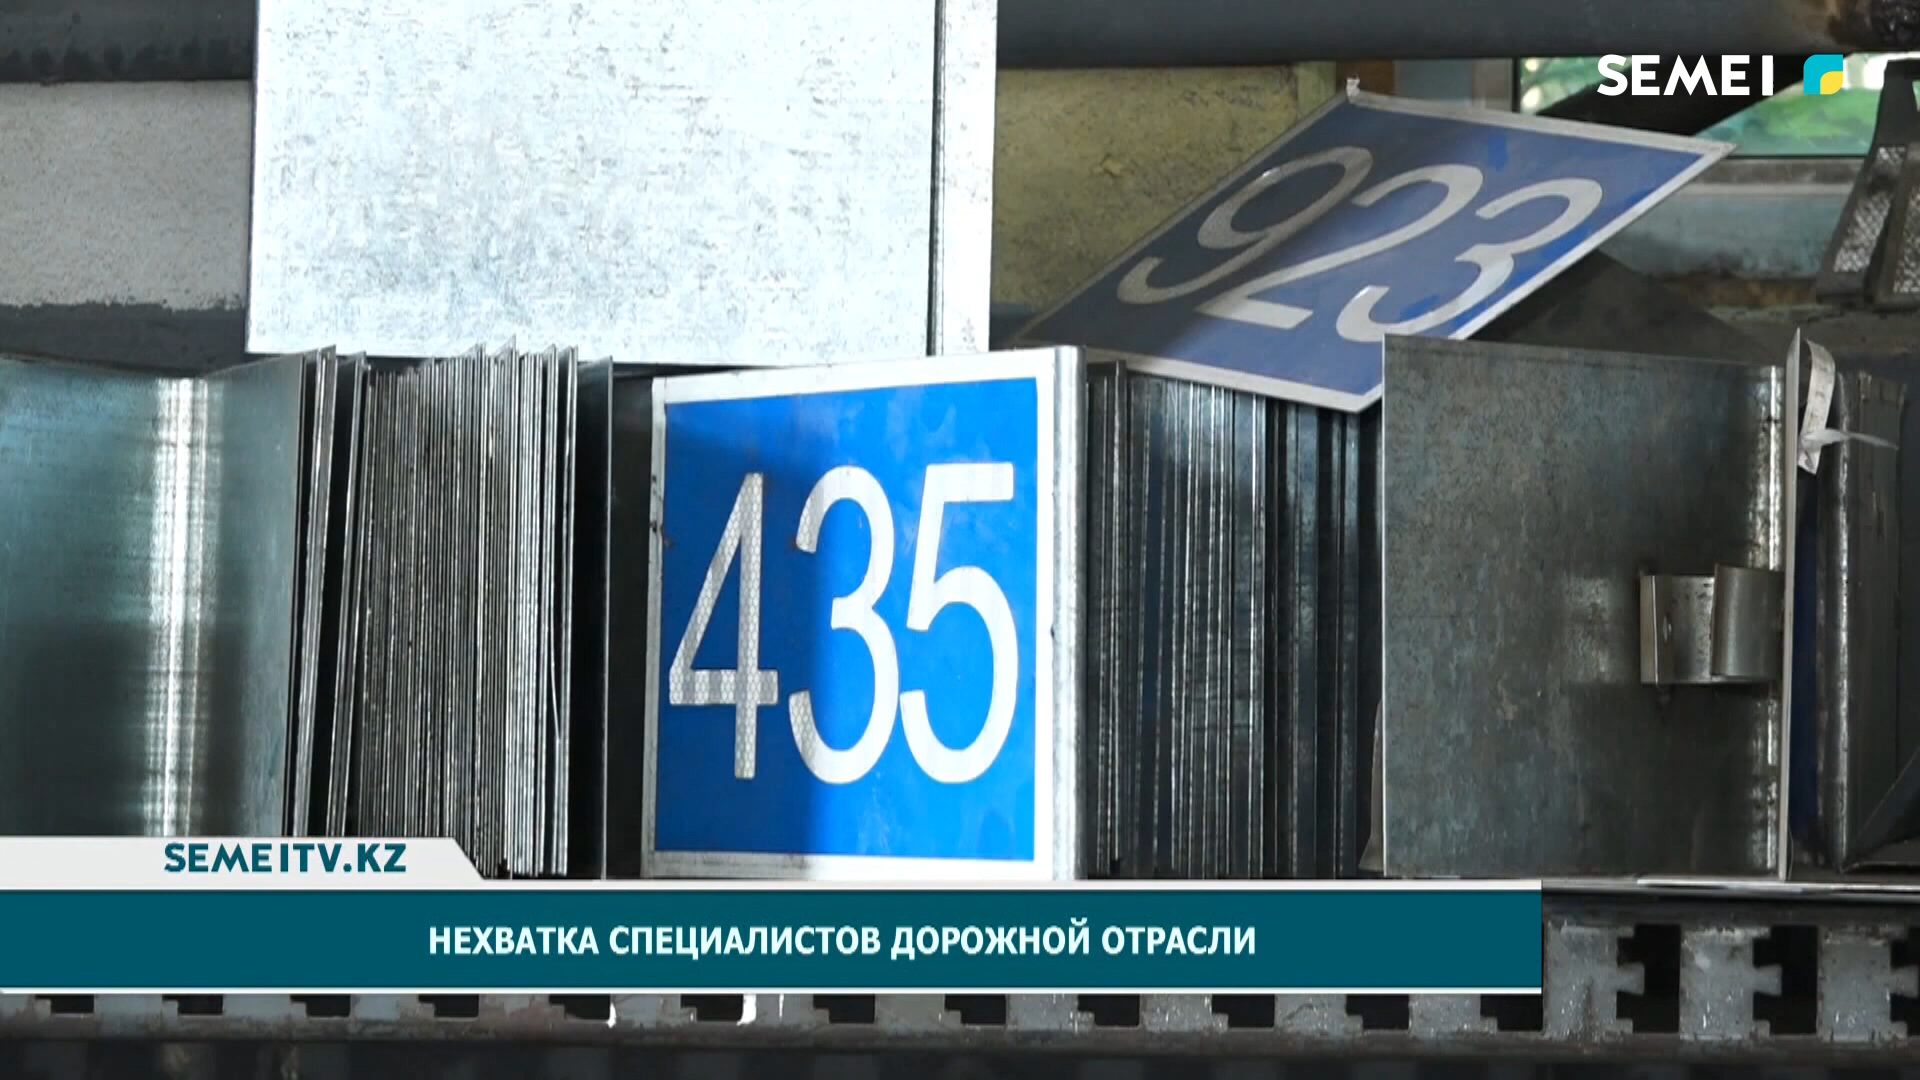 SEMEI
923
435
SEMEITV.KZ
НЕХВАТКА СПЕЦИАЛИСТОВ ДОРОЖНОЙ ОТРАСЛИ